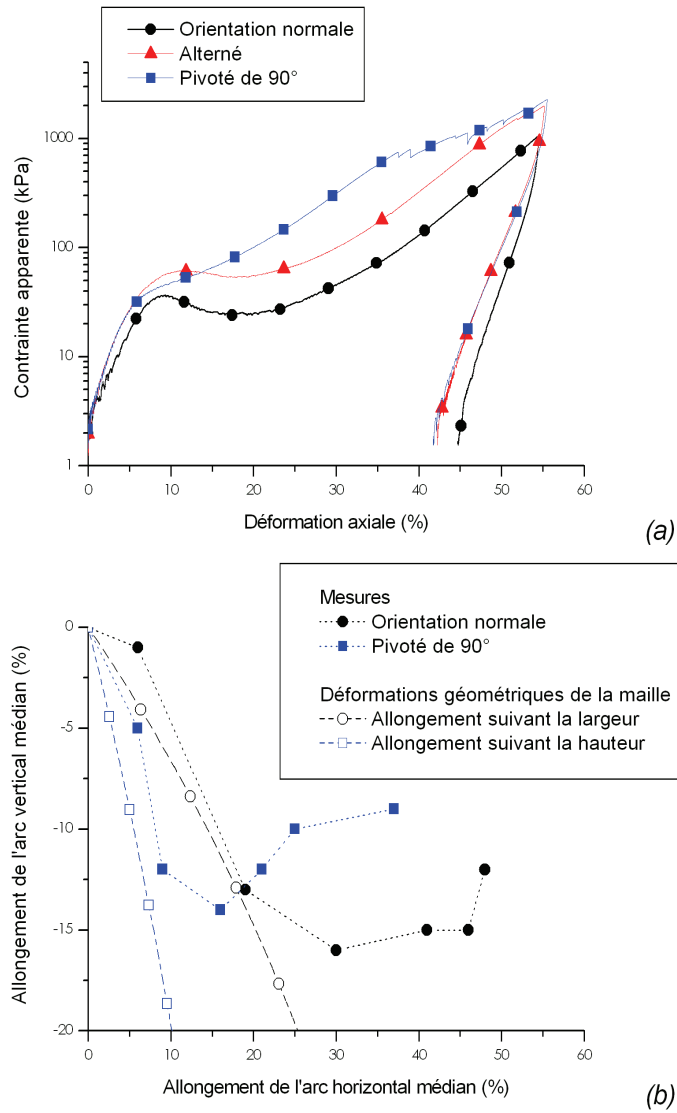 Orientation normale
Alterné
Pivoté de 90°
Contrainte apparente (kPa)
1000
100
10
1
0 10 20 30 40 50 60
Déformation axiale (%)
(a)
Mesures
Orientation normale
Pivoté de 90°
Déformations géométriques de la maille
Allongement suivant la largeur
Allongement suivant la hauteur
Allongement de l'arc vertical médian (%)
0
-5
-10
-15
-20
0 10 20 30 40 50 60
Allongement de l'arc horizontal médian (%)
(b)